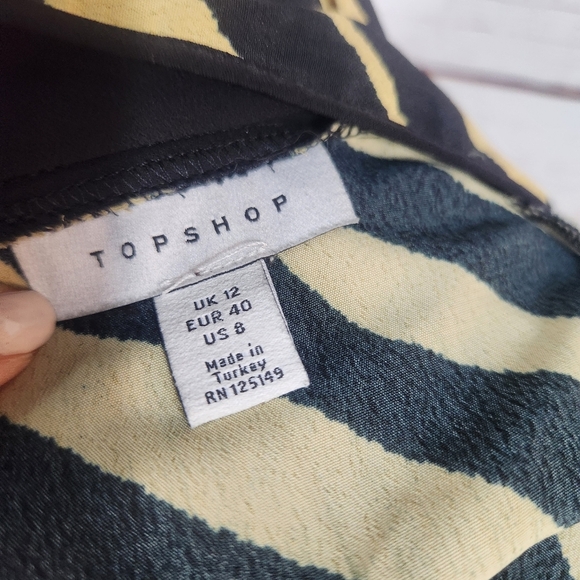 TOPSHOP
UK 12
EUR 40
US 8
Made in
Turkey
RN 125149